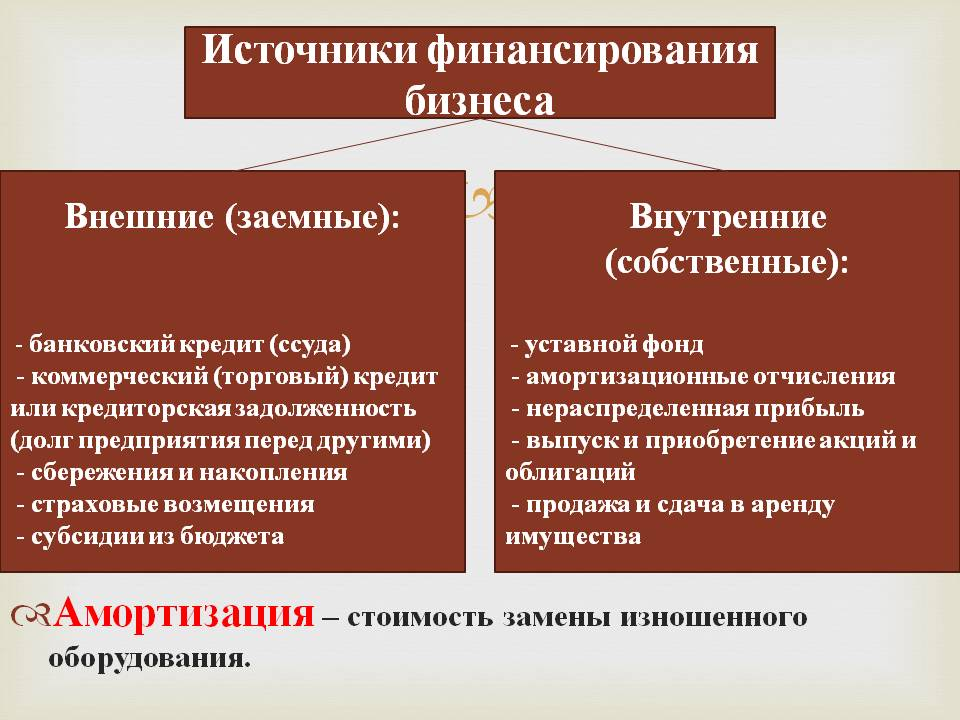 Источники финансирования
бизнеса
Внешние (заемные):
- банковский кредит (ссуда)
- коммерческий (торговый) кредит
или кредиторская задолженность
(долг предприятия перед другими)
- сбережения и накопления
- страховые возмещения
- субсидии из бюджета
Внутренние
(собственные):
- уставной фонд
- амортизационные отчисления
- нераспределенная прибыль
- выпуск и приобретение акций и
облигаций
- продажа и сдача в аренду
имущества
Амортизация – стоимость замены изношенного
оборудования.